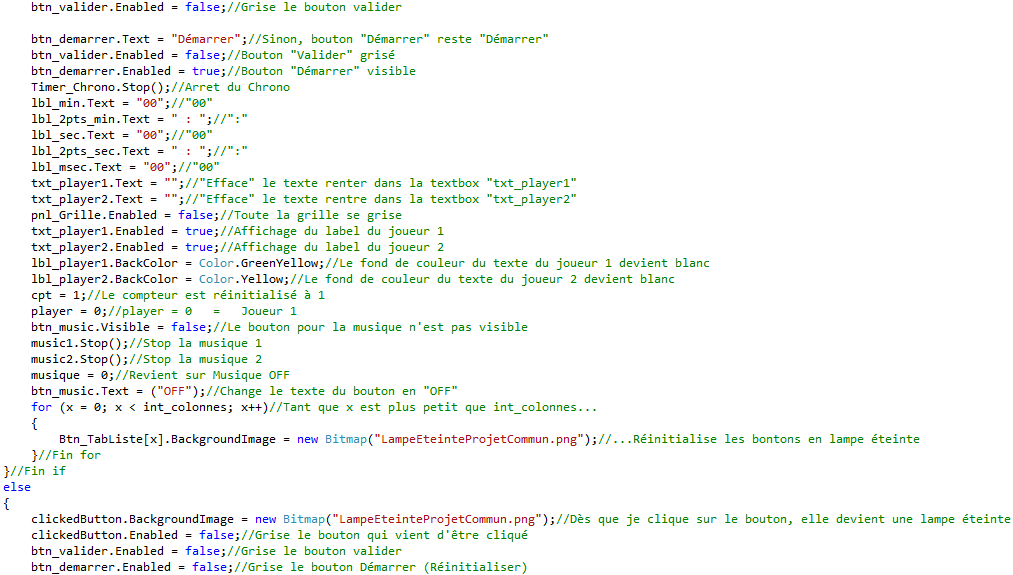 btn_valider.Enabled = false;//Grise le bouton valider
btn_demarrer.Text = "Démarrer";//Sinon, bouton "Démarrer" reste "Démarrer"
btn_valider.Enabled = false;//Bouton "Valider" grisé
btn_demarrer.Enabled = true;//Bouton "Démarrer" visible
Timer_Chrono.Stop();//Arret du Chrono
lbl_min.Text = "00";//"00"
lbl_2pts_min.Text = " : ";//":"
lbl_sec.Text = "00";//"00"
lbl_2pts_sec.Text = " : ";//":"
lbl_msec.Text = "00";//"00"
txt_player1.Text = "";//"Efface" le texte renter dans la textbox "txt_player1"
txt_player2.Text = "";//"Efface" le texte rentre dans la textbox "txt_player2"
pnl_Grille.Enabled = false;//Toute la grille se grise
txt_player1.Enabled = true;//Affichage du label du joueur 1
txt_player2.Enabled = true;//Affichage du label du joueur 2
lbl_player1.BackColor = Color.GreenYellow;//Le fond de couleur du texte du joueur 1 devient blanc
lbl_player2.BackColor = Color.Yellow;//Le fond de couleur du texte du joueur 2 devient blanc
cpt = 1;//Le compteur est réinitialisé à 1
player = 0;//player = 0   =   Joueur 1
btn_music.Visible = false;//Le bouton pour la musique n'est pas visible
music1.Stop();//Stop la musique 1
music2.Stop();//Stop la musique 2
musique = 0;//Revient sur Musique OFF
btn_music.Text = ("OFF");//Change le texte du bouton en "OFF"
for (x = 0; x < int_colonnes; x++)//Tant que x est plus petit que int_colonnes...
{
Btn_TabListe[x].BackgroundImage = new Bitmap("LampeEteinteProjetCommun.png");//...Réinitialise les bontons en lampe éteinte
}//Fin for
}//Fin if
else
{
clickedButton.BackgroundImage = new Bitmap("LampeEteinteProjetCommun.png");//Dès que je clique sur le bouton, elle devient une lampe éteinte
clickedButton.Enabled = false;//Grise le bouton qui vient d'être cliqué
btn_valider.Enabled = false;//Grise le bouton valider
btn_demarrer.Enabled = false;//Grise le bouton Démarrer (Réinitialiser)